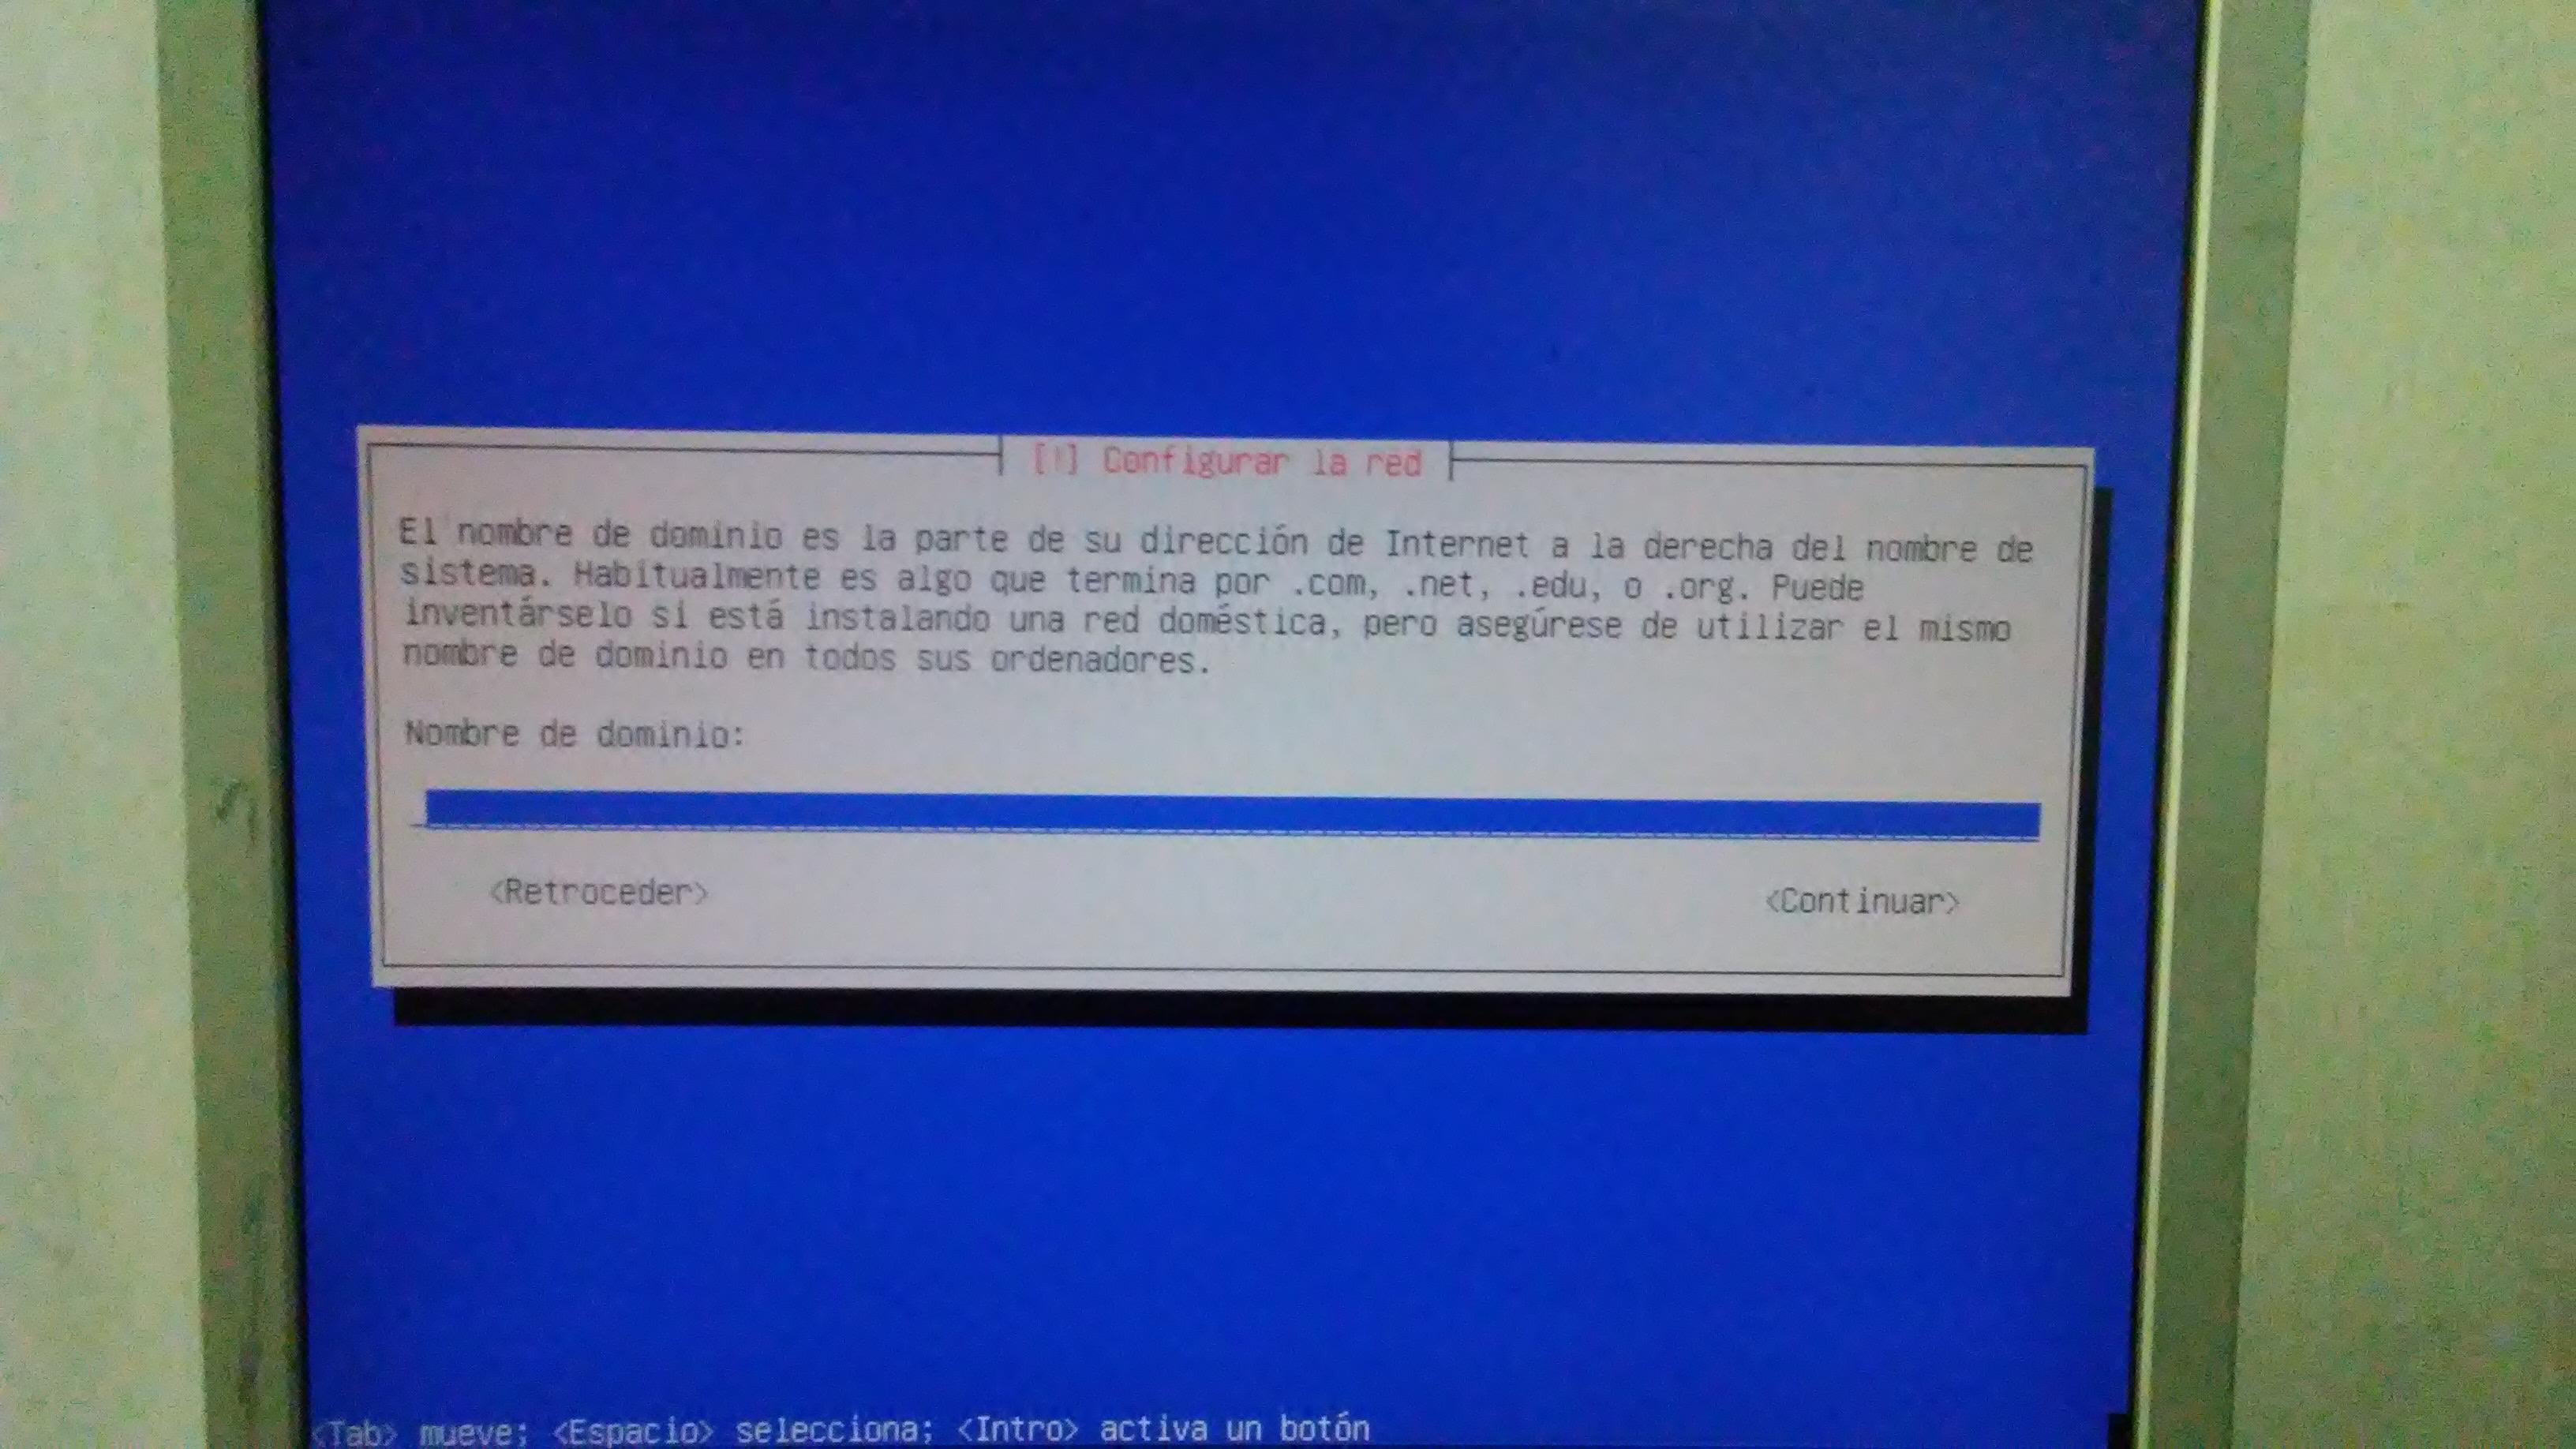 [!] Configurar la red
El nombre de dominio es la parte de su dirección de Internet a la derecha del nombre de
sistema. Habitualmente es algo que termina por .com, .net, .edu, o .org. Puede
inventárselo si está instalando una red doméstica, pero asegúrese de utilizar el mismo
nombre de dominio en todos sus ordenadores.
Nombre de dominio:
<Retroceder> <Continuar>
<Tab> mueve; <Espacio> selecciona; <Intro> activa un botón